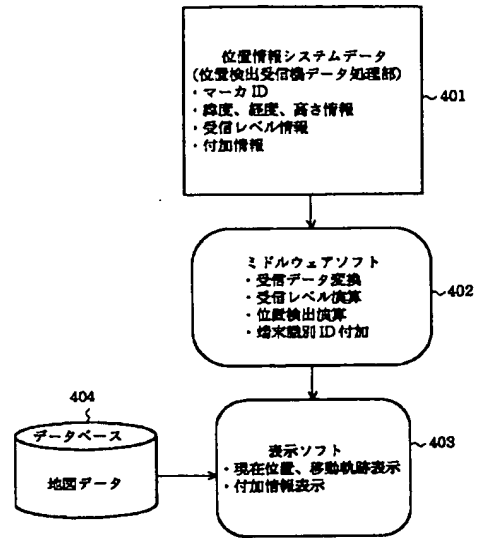 位置情報システムデータ
(位置検出受信機データ処理部)
・マーカ ID
・緯度、経度、高さ情報
・受信レベル情報
・付加情報
401
ミドルウェアソフト
・受信データ変換
・受信レベル演算
・位置検出演算
・端末識別 ID 付加
402
404
データベース
地図データ
表示ソフト
・現在位置、移動軌跡表示
・付加情報表示
403